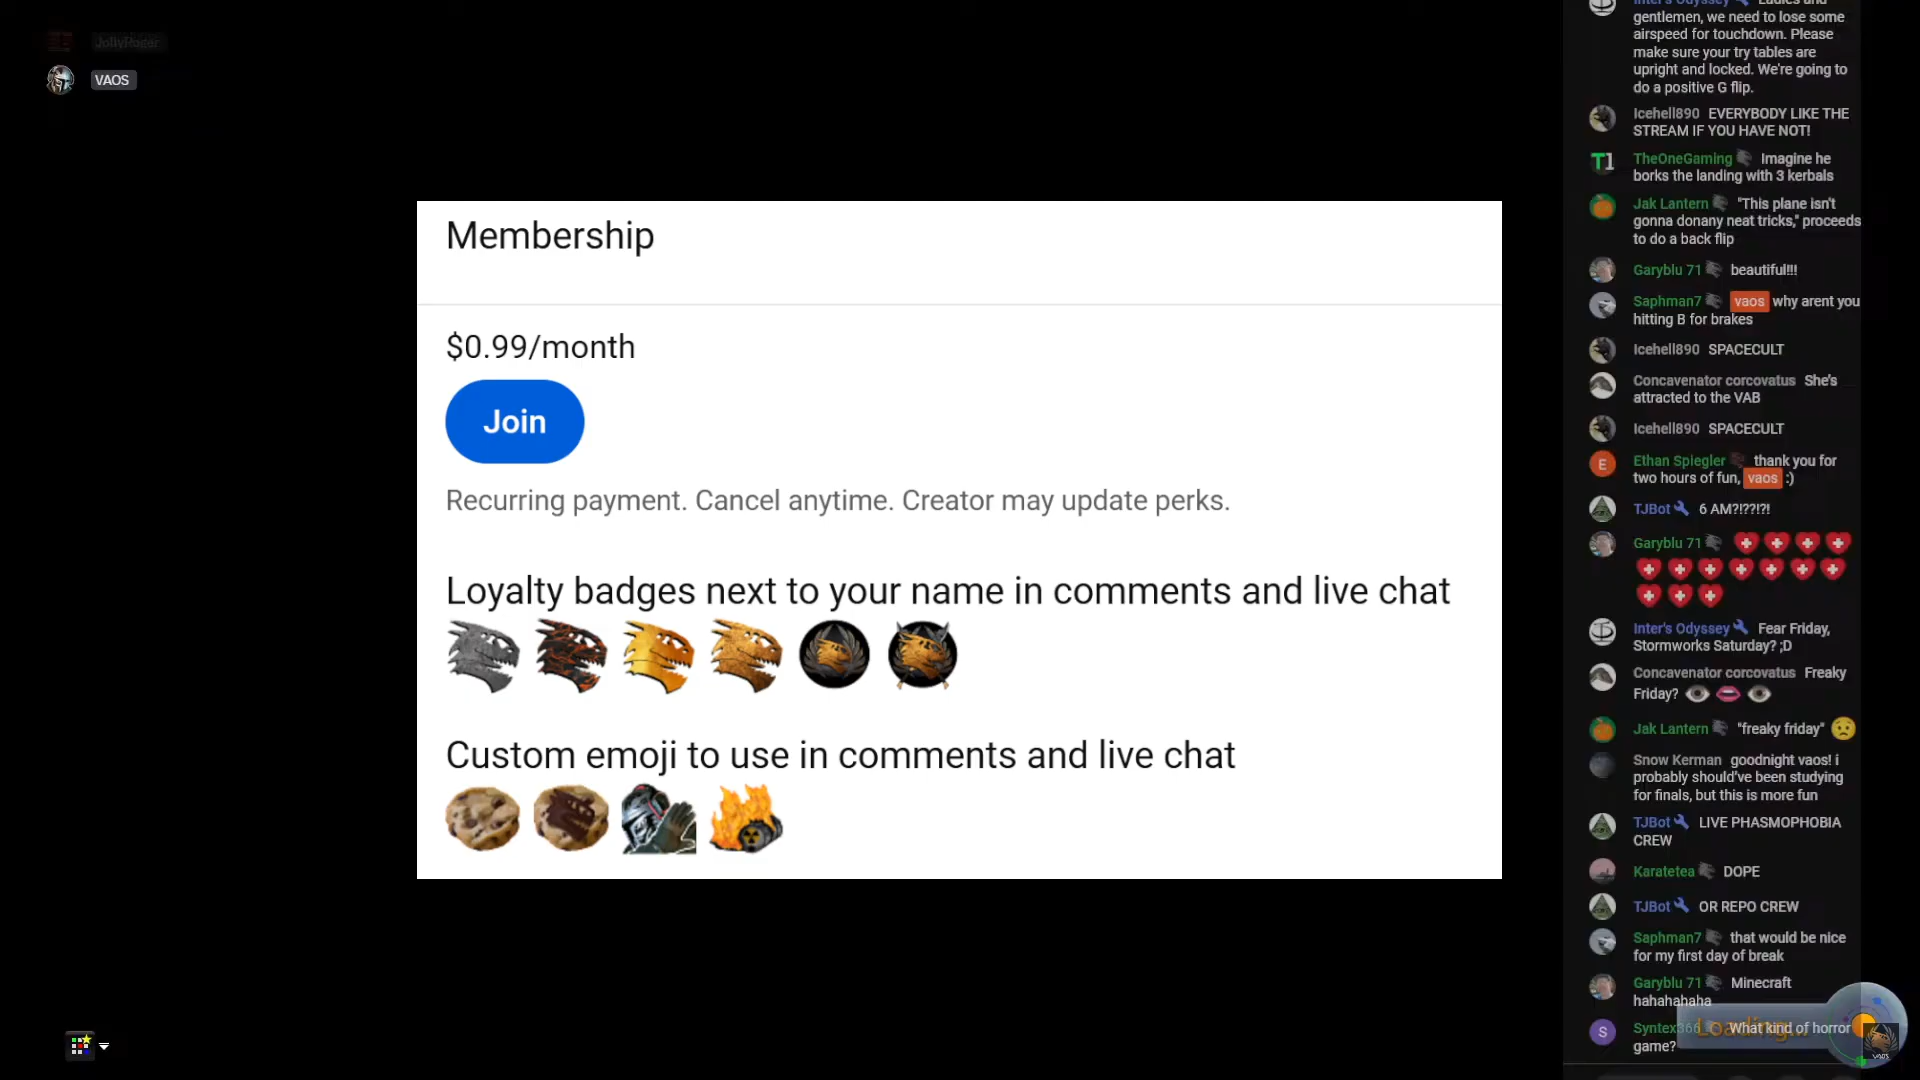 JollyRoger
VAOS
Membership
$0.99/month
Join
Recurring payment. Cancel anytime. Creator may update perks.
Loyalty badges next to your name in comments and live chat
Custom emoji to use in comments and live chat
Inter's Odyssey Ladies and
gentlemen, we need to lose some
airspeed for touchdown. Please
make sure your try tables are
upright and locked. We're going to
do a positive G flip.
Icehell890 EVERYBODY LIKE THE
STREAM IF YOU HAVE NOT!
T1 TheOneGaming Imagine he
borks the landing with 3 kerbals
Jak Lantern "This plane isn't
gonna donany neat tricks," proceeds
to do a back flip
Garyblu 71 beautiful!!!
Saphman7 vaos why arent you
hitting B for brakes
Icehell890 SPACECULT
Concavenator corcovatus She's
attracted to the VAB
Icehell890 SPACECULT
E Ethan Spiegler thank you for
two hours of fun, vaos :)
TJBot 6 AM?!??!?!
Garyblu 71
Inter's Odyssey Fear Friday,
Stormworks Saturday? ;D
Concavenator corcovatus Freaky
Friday?
Jak Lantern "freaky friday"
Snow Kerman goodnight vaos! i
probably should've been studying
for finals, but this is more fun
TJBot LIVE PHASMOPHOBIA
CREW
Karatetea DOPE
TJBot OR REPO CREW
Saphman7 that would be nice
for my first day of break
Garyblu 71 Minecraft
hahahahaha
S Syntex366 What kind of horror
game?
Loading...
VAOS